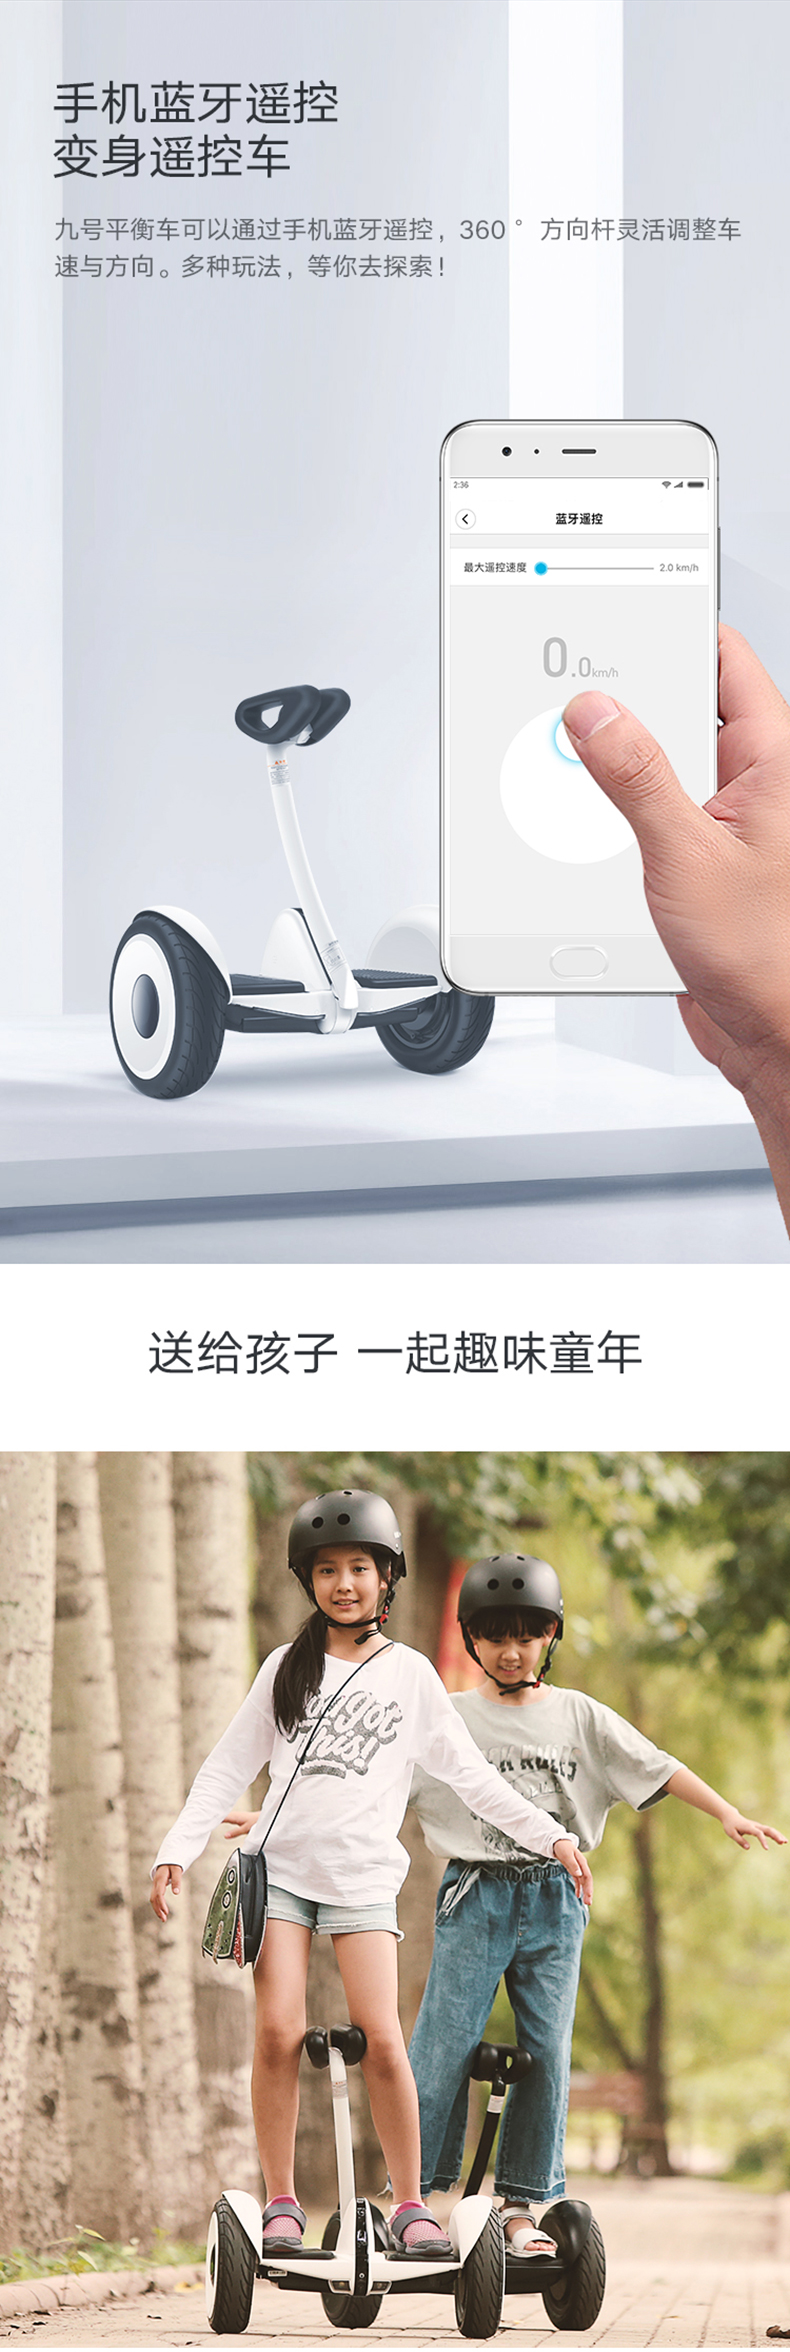 手机蓝牙遥控
变身遥控车
九号平衡车可以通过手机蓝牙遥控，360° 方向杆灵活调整车
速与方向。多种玩法，等你去探索！
2:36
蓝牙遥控
最大遥控速度 2.0 km/h
0.0km/h
送给孩子 一起趣味童年
got
this!